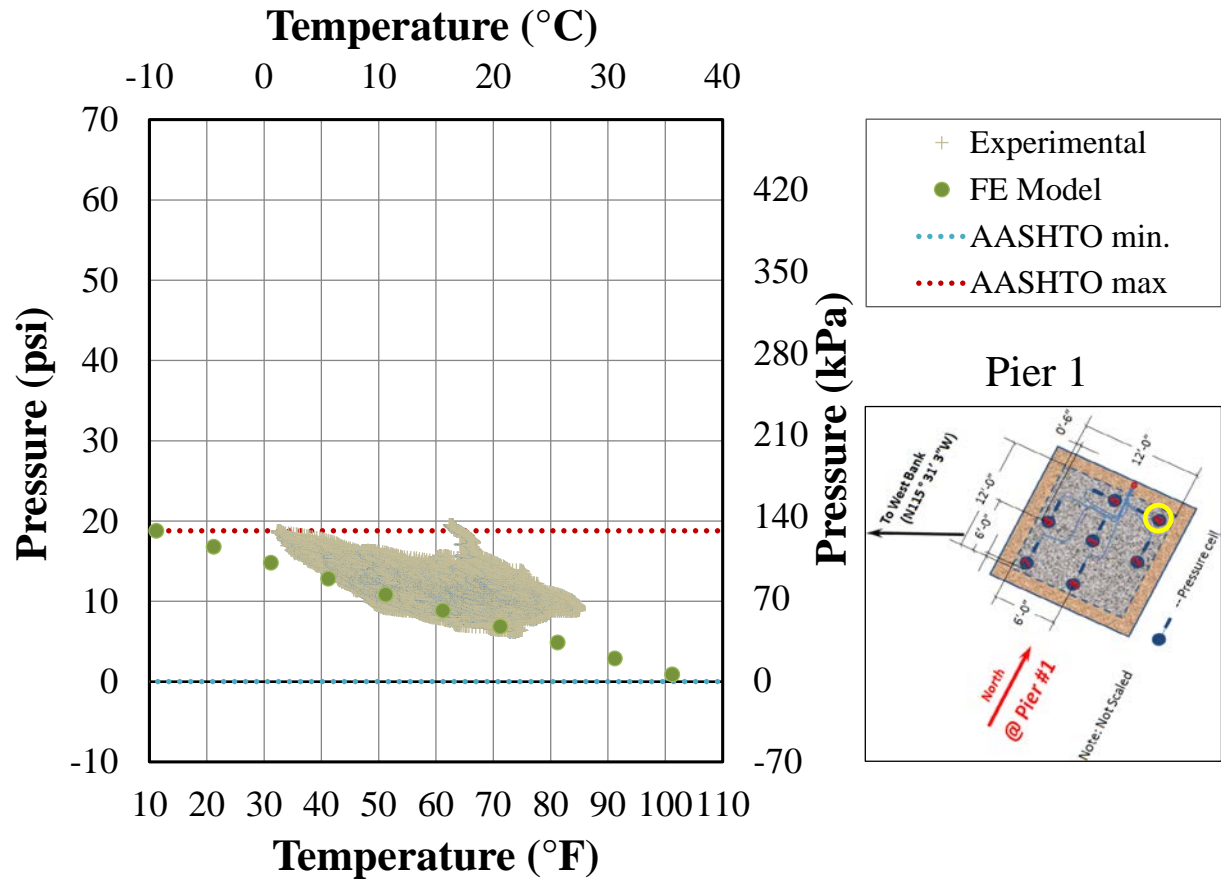 Temperature (°C)
-10 0 10 20 30 40
Pressure (psi)
70
60
50
40
30
20
10
0
-10
10 20 30 40 50 60 70 80 90 100 110
Temperature (°F)
420
350
280
210
140
70
0
-70
Pressure (kPa)
Experimental
FE Model
AASHTO min.
AASHTO max
Pier 1
To West Bank
(N115° 31' 3"W)
0'-6"
12'-0"
12'-0"
6'-0"
6'-0"
-- Pressure cell
North
@ Pier #1
Note: Not Scaled